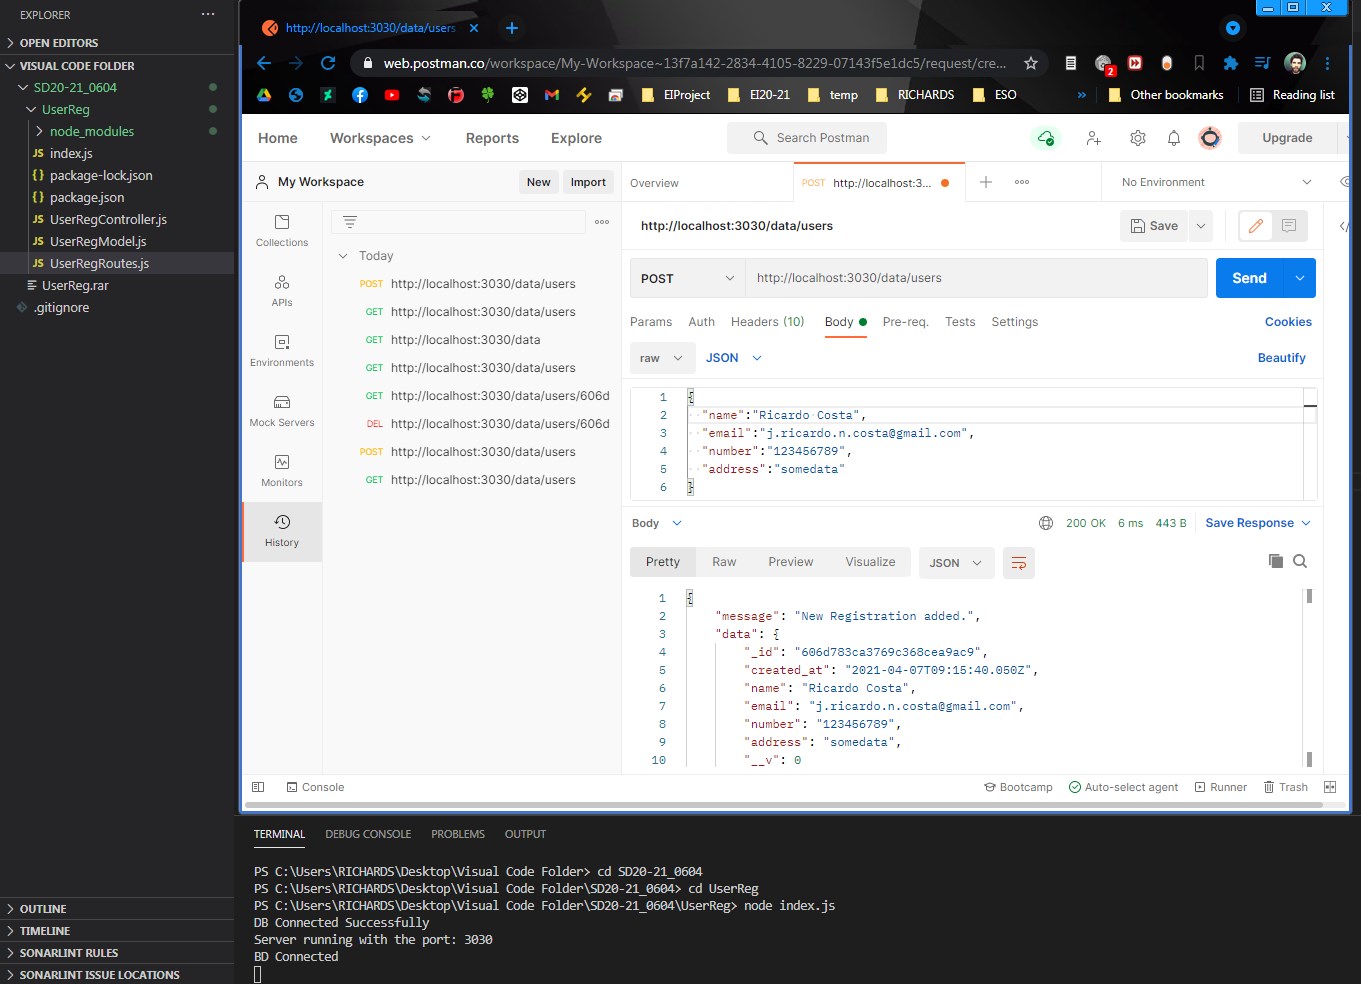 EXPLORER
OPEN EDITORS
VISUAL CODE FOLDER
SD20-21_0604
UserReg
node_modules
JS index.js
{} package-lock.json
{} package.json
JS UserRegController.js
JS UserRegModel.js
JS UserRegRoutes.js
UserReg.rar
.gitignore
OUTLINE
TIMELINE
SONARLINT RULES
SONARLINT ISSUE LOCATIONS
http://localhost:3030/data/users
web.postman.co/workspace/My-Workspace~13f7a142-2834-4105-8229-07143f5e1dc5/request/cre...
2
EIProject
EI20-21
temp
RICHARDS
ESO
»
Other bookmarks
Reading list
Home
Workspaces
Reports
Explore
Search Postman
Upgrade
My Workspace
New
Import
Overview
POST http://localhost:3...
No Environment
Collections
APIs
Environments
Mock Servers
Monitors
History
Today
POST http://localhost:3030/data/users
GET http://localhost:3030/data/users
GET http://localhost:3030/data
GET http://localhost:3030/data/users
GET http://localhost:3030/data/users/606d
DEL http://localhost:3030/data/users/606d
POST http://localhost:3030/data/users
GET http://localhost:3030/data/users
http://localhost:3030/data/users
Save
POST
http://localhost:3030/data/users
Send
Params Auth Headers (10) Body Pre-req. Tests Settings Cookies
raw JSON Beautify
1 {
2 "name":"Ricardo Costa",
3 "email":"j.ricardo.n.costa@gmail.com",
4 "number":"123456789",
5 "address":"somedata"
6 }
Body 200 OK 6 ms 443 B Save Response
Pretty Raw Preview Visualize JSON
1 {
2 "message": "New Registration added.",
3 "data": {
4 "_id": "606d783ca3769c368cea9ac9",
5 "created_at": "2021-04-07T09:15:40.050Z",
6 "name": "Ricardo Costa",
7 "email": "j.ricardo.n.costa@gmail.com",
8 "number": "123456789",
9 "address": "somedata",
10 "__v": 0
Console Bootcamp Auto-select agent Runner Trash
TERMINAL DEBUG CONSOLE PROBLEMS OUTPUT
PS C:\Users\RICHARDS\Desktop\Visual Code Folder> cd SD20-21_0604
PS C:\Users\RICHARDS\Desktop\Visual Code Folder\SD20-21_0604> cd UserReg
PS C:\Users\RICHARDS\Desktop\Visual Code Folder\SD20-21_0604\UserReg> node index.js
DB Connected Successfully
Server running with the port: 3030
BD Connected